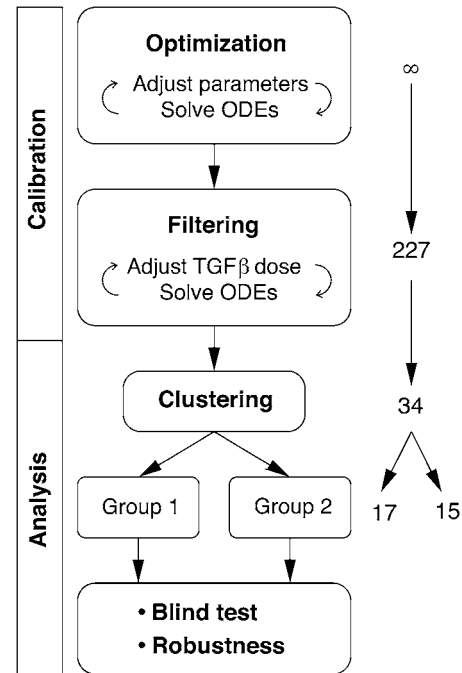 Calibration
Analysis
Optimization
Adjust parameters
Solve ODEs
∞
Filtering
Adjust TGFβ dose
Solve ODEs
227
Clustering
34
Group 1
Group 2
17
15
• Blind test
• Robustness